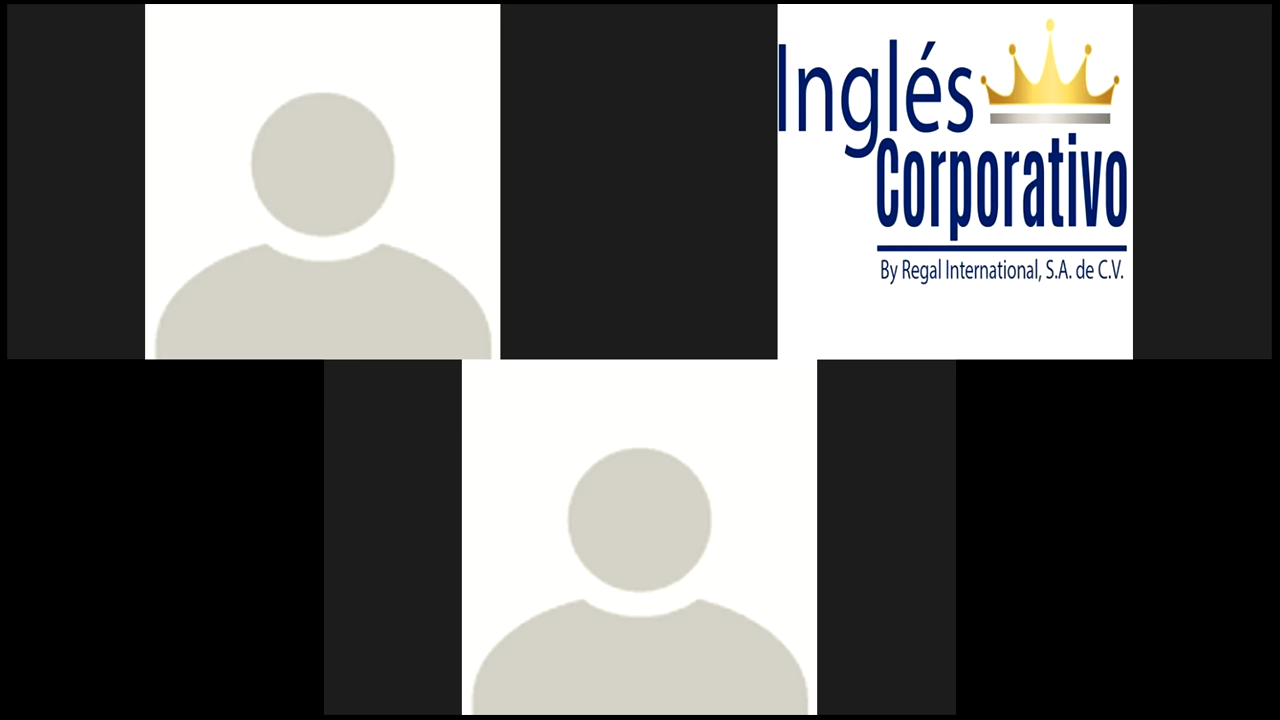 Inglés
Corporativo
By Regal International, S.A. de C.V.